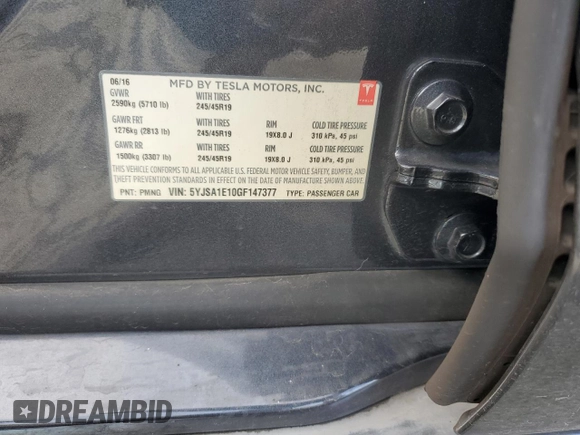 06/16 MFD BY TESLA MOTORS, INC.
GVWR WITH TIRES
2590kg (5710 lb) 245/45R19
GAWR FRT WITH TIRES RIM COLD TIRE PRESSURE
1276kg (2813 lb) 245/45R19 19X8.0 J 310 kPa, 45 psi
GAWR RR WITH TIRES RIM COLD TIRE PRESSURE
1500kg (3307 lb) 245/45R19 19X8.0 J 310 kPa, 45 psi
THIS VEHICLE CONFORMS TO ALL APPLICABLE U.S. FEDERAL MOTOR VEHICLE SAFETY, BUMPER, AND
THEFT PREVENTION STANDARDS IN EFFECT ON THE DATE OF MANUFACTURE SHOWN ABOVE.
PNT: PMNG VIN: 5YJSA1E10GF147377 TYPE: PASSENGER CAR
TESLA
DREAMBID